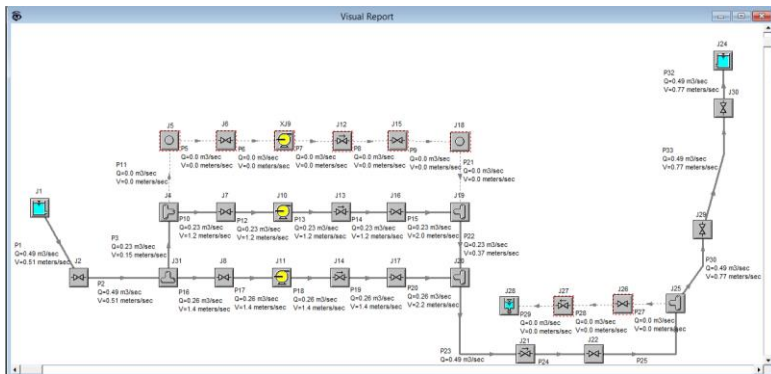 Visual Report
J24
P32
Q=0.49 m3/sec
V=0.77 meters/sec
J30
J5
J6
XJ9
J12
J15
J18
P5
Q=0.0 m3/sec
V=0.0 meters/sec
P6
Q=0.0 m3/sec
V=0.0 meters/sec
P7
Q=0.0 m3/sec
V=0.0 meters/sec
P8
Q=0.0 m3/sec
V=0.0 meters/sec
P9
Q=0.0 m3/sec
V=0.0 meters/sec
P11
Q=0.0 m3/sec
V=0.0 meters/sec
P21
Q=0.0 m3/sec
V=0.0 meters/sec
P33
Q=0.49 m3/sec
V=0.77 meters/sec
J1
J4
J7
J10
J13
J16
J19
P10
Q=0.23 m3/sec
V=1.2 meters/sec
P12
Q=0.23 m3/sec
V=1.2 meters/sec
P13
Q=0.23 m3/sec
V=1.2 meters/sec
P14
Q=0.23 m3/sec
V=1.2 meters/sec
P15
Q=0.23 m3/sec
V=2.0 meters/sec
J29
P1
Q=0.49 m3/sec
V=0.51 meters/sec
J2
P3
Q=0.23 m3/sec
V=0.15 meters/sec
P22
Q=0.23 m3/sec
V=0.37 meters/sec
J31
J8
J11
J14
J17
P2
Q=0.49 m3/sec
V=0.51 meters/sec
P16
Q=0.26 m3/sec
V=1.4 meters/sec
P17
Q=0.26 m3/sec
V=1.4 meters/sec
P18
Q=0.26 m3/sec
V=1.4 meters/sec
P19
Q=0.26 m3/sec
V=1.4 meters/sec
P20
Q=0.26 m3/sec
V=2.2 meters/sec
Q=0.49 m3/sec
V=0.77 meters/sec
J28
J27
J26
J25
P29
Q=0.0 m3/sec
V=0.0 meters/sec
P28
Q=0.0 m3/sec
V=0.0 meters/sec
P27
Q=0.0 m3/sec
V=0.0 meters/sec
P23
Q=0.49 m3/sec
J21
P24
J22
P25